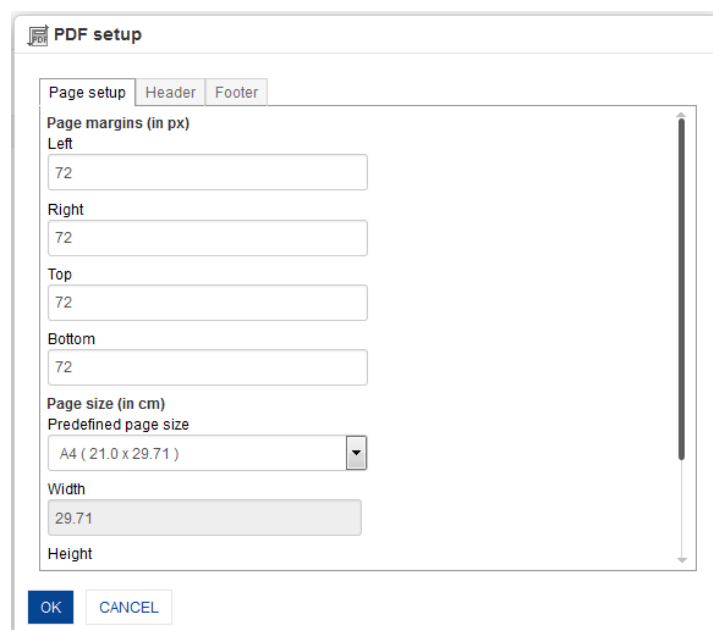 PDF
PDF setup
Page setup Header Footer
Page margins (in px)
Left
72
Right
72
Top
72
Bottom
72
Page size (in cm)
Predefined page size
A4 ( 21.0 x 29.71 )
Width
29.71
Height
OK CANCEL